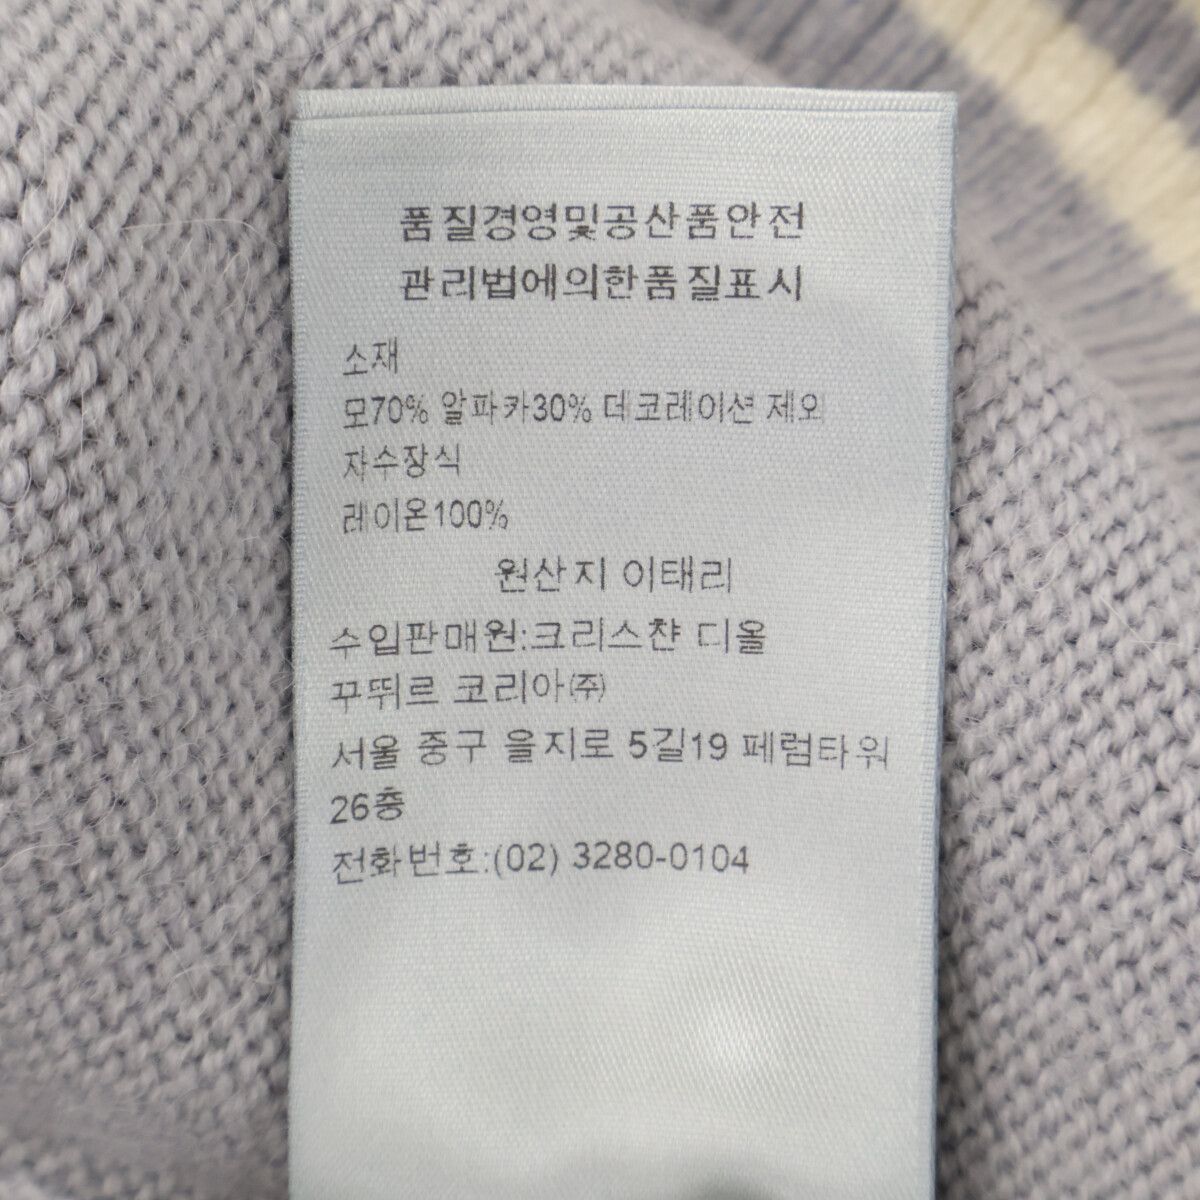 품질경영및공산품안전
관리법에의한품질표시
소재
모70% 알파카30% 데코레이션 제외
자수장식
레이온100%
원산지 이태리
수입판매원:크리스챤 디올
꾸뛰르 코리아㈜
서울 중구 을지로 5길19 페럼타워
26층
전화번호:(02) 3280-0104